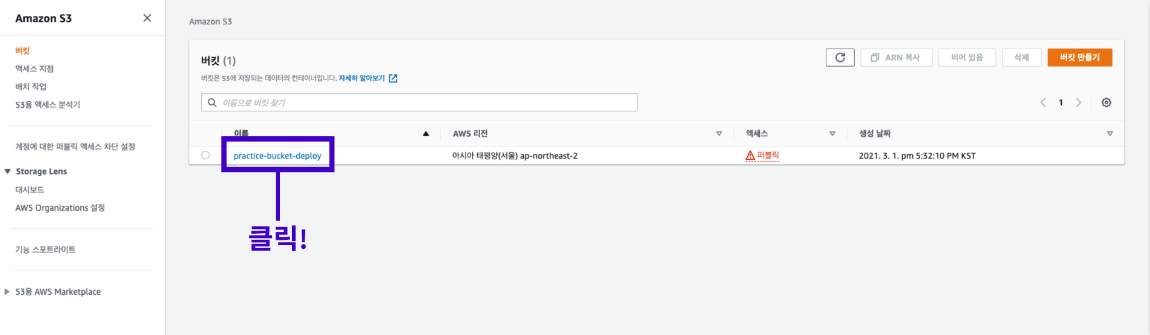 Amazon S3
버킷
액세스 지점
배치 작업
S3용 액세스 분석기
계정에 대한 퍼블릭 액세스 차단 설정
Storage Lens
대시보드
AWS Organizations 설정
기능 스포트라이트
S3용 AWS Marketplace
Amazon S3
버킷 (1)
ARN 복사
비어 있음
삭제
버킷 만들기
버킷은 S3에 저장되는 데이터의 컨테이너입니다. 자세히 알아보기
이름으로 버킷 찾기
1
이름 AWS 리전 액세스 생성 날짜
practice-bucket-deploy 아시아 태평양(서울) ap-northeast-2 퍼블릭 2021. 3. 1. pm 5:32:10 PM KST
클릭!